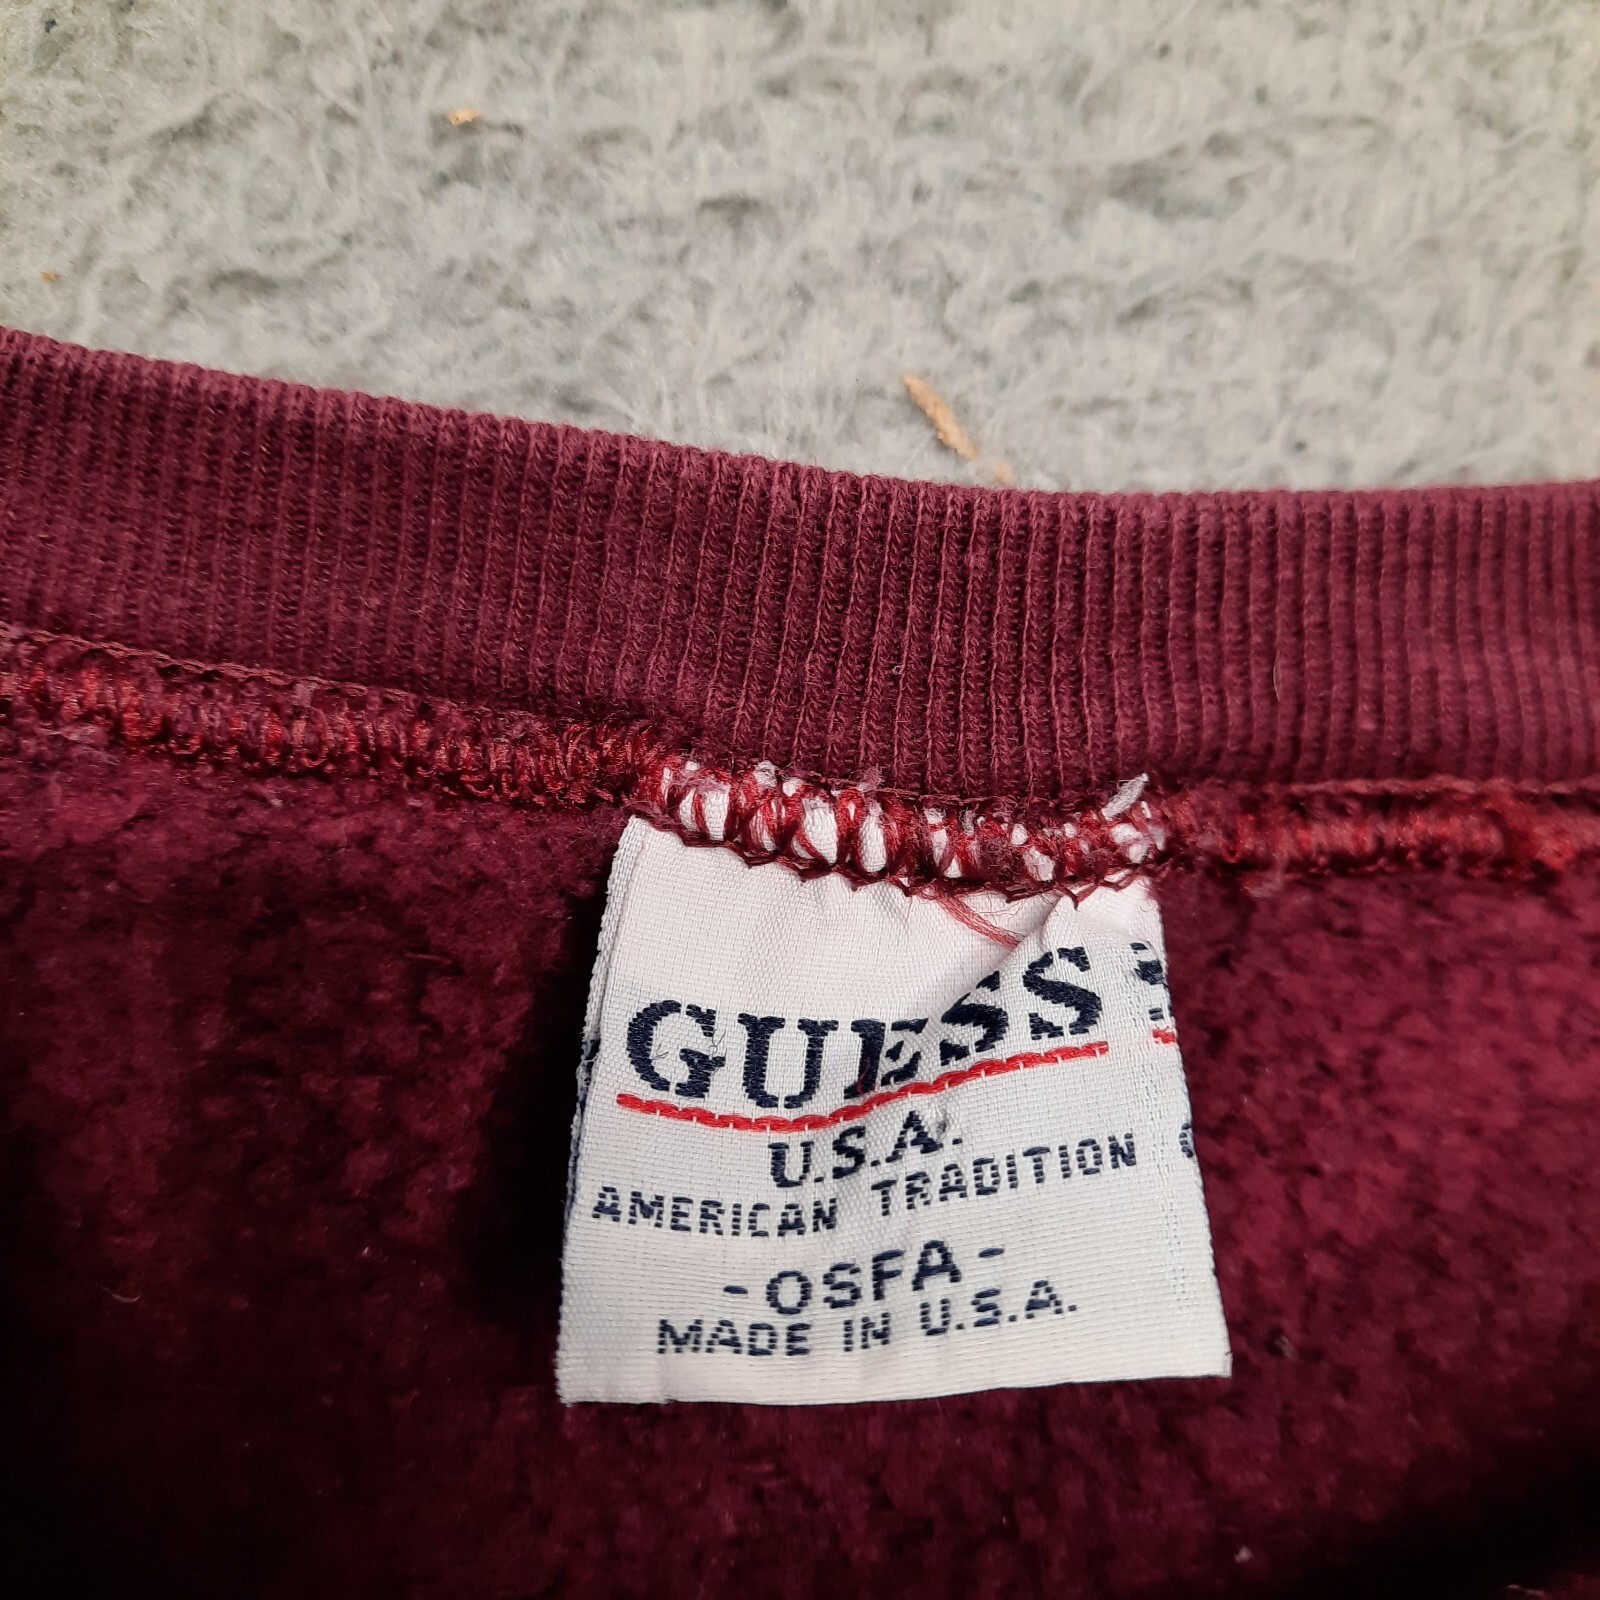 GUESS
U.S.A.
AMERICAN TRADITION
-OSFA-
MADE IN U.S.A.